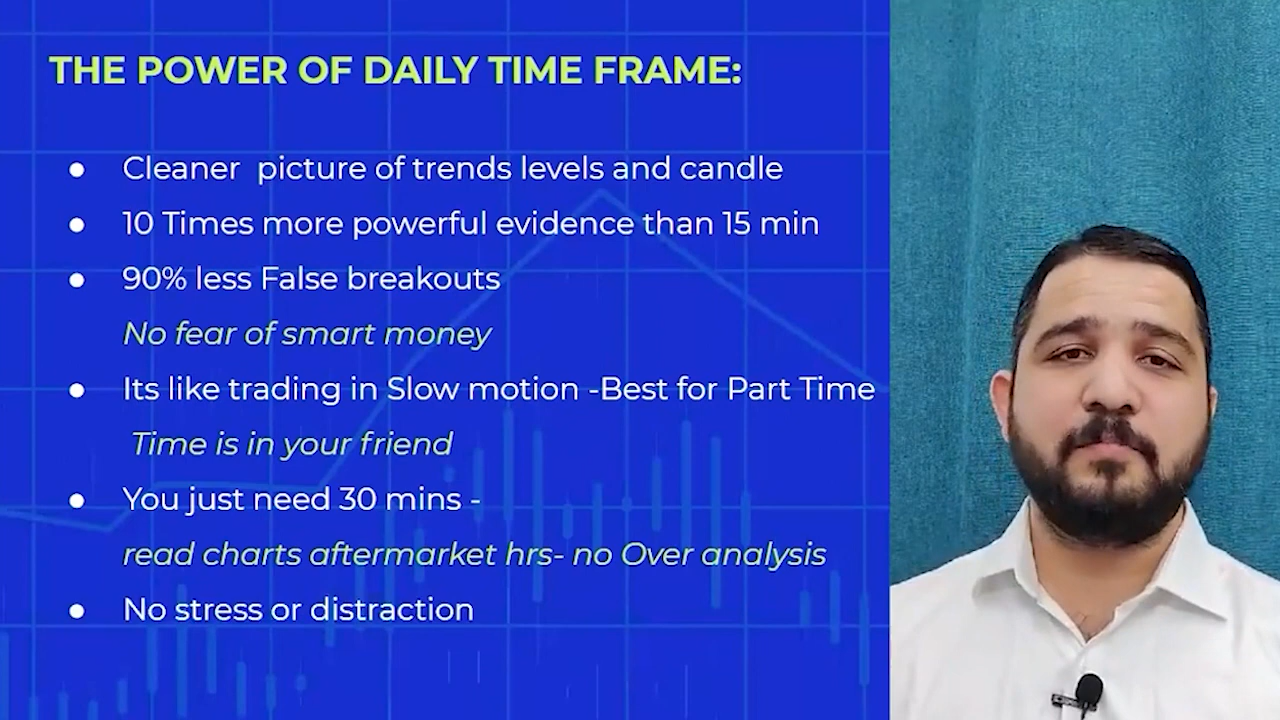 THE POWER OF DAILY TIME FRAME:
● Cleaner picture of trends levels and candle
● 10 Times more powerful evidence than 15 min
● 90% less False breakouts
No fear of smart money
● Its like trading in Slow motion -Best for Part Time
Time is in your friend
● You just need 30 mins -
read charts aftermarket hrs- no Over analysis
● No stress or distraction